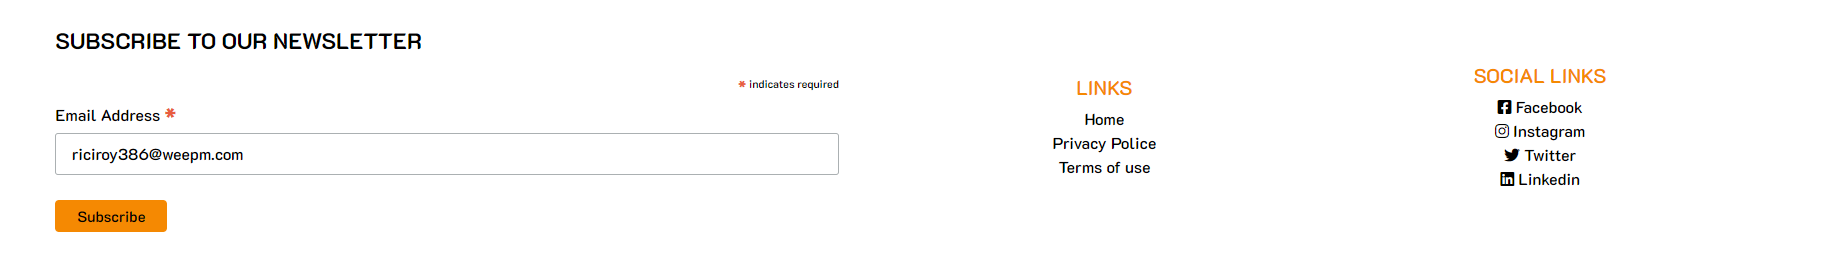 SUBSCRIBE TO OUR NEWSLETTER
* indicates required
Email Address *
riciroy386@weepm.com
Subscribe
LINKS
Home
Privacy Police
Terms of use
SOCIAL LINKS
Facebook
Instagram
Twitter
Linkedin